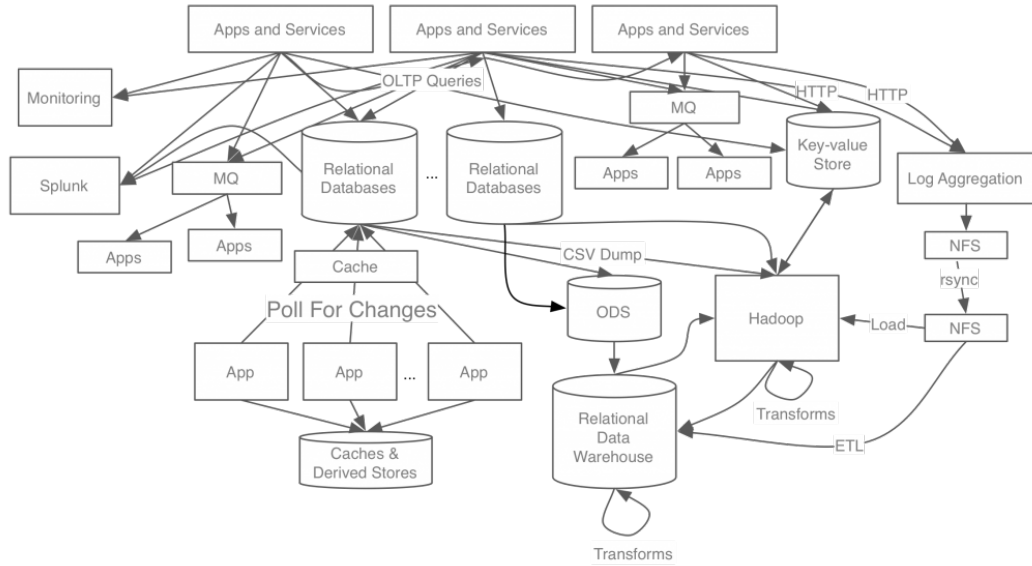 Apps and Services
Apps and Services
Apps and Services
Monitoring
OLTP Queries
HTTP
HTTP
MQ
Splunk
MQ
Relational
Databases
...
Relational
Databases
Apps
Apps
Key-value
Store
Log Aggregation
Apps
Apps
NFS
Cache
CSV Dump
rsync
Poll For Changes
ODS
Hadoop
Load
NFS
App
App
...
App
Transforms
Relational
Data
Warehouse
ETL
Caches &
Derived Stores
Transforms